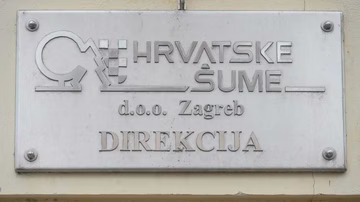 HRVATSKE
ŠUME
d.o.o. Zagreb
DIREKCIJA